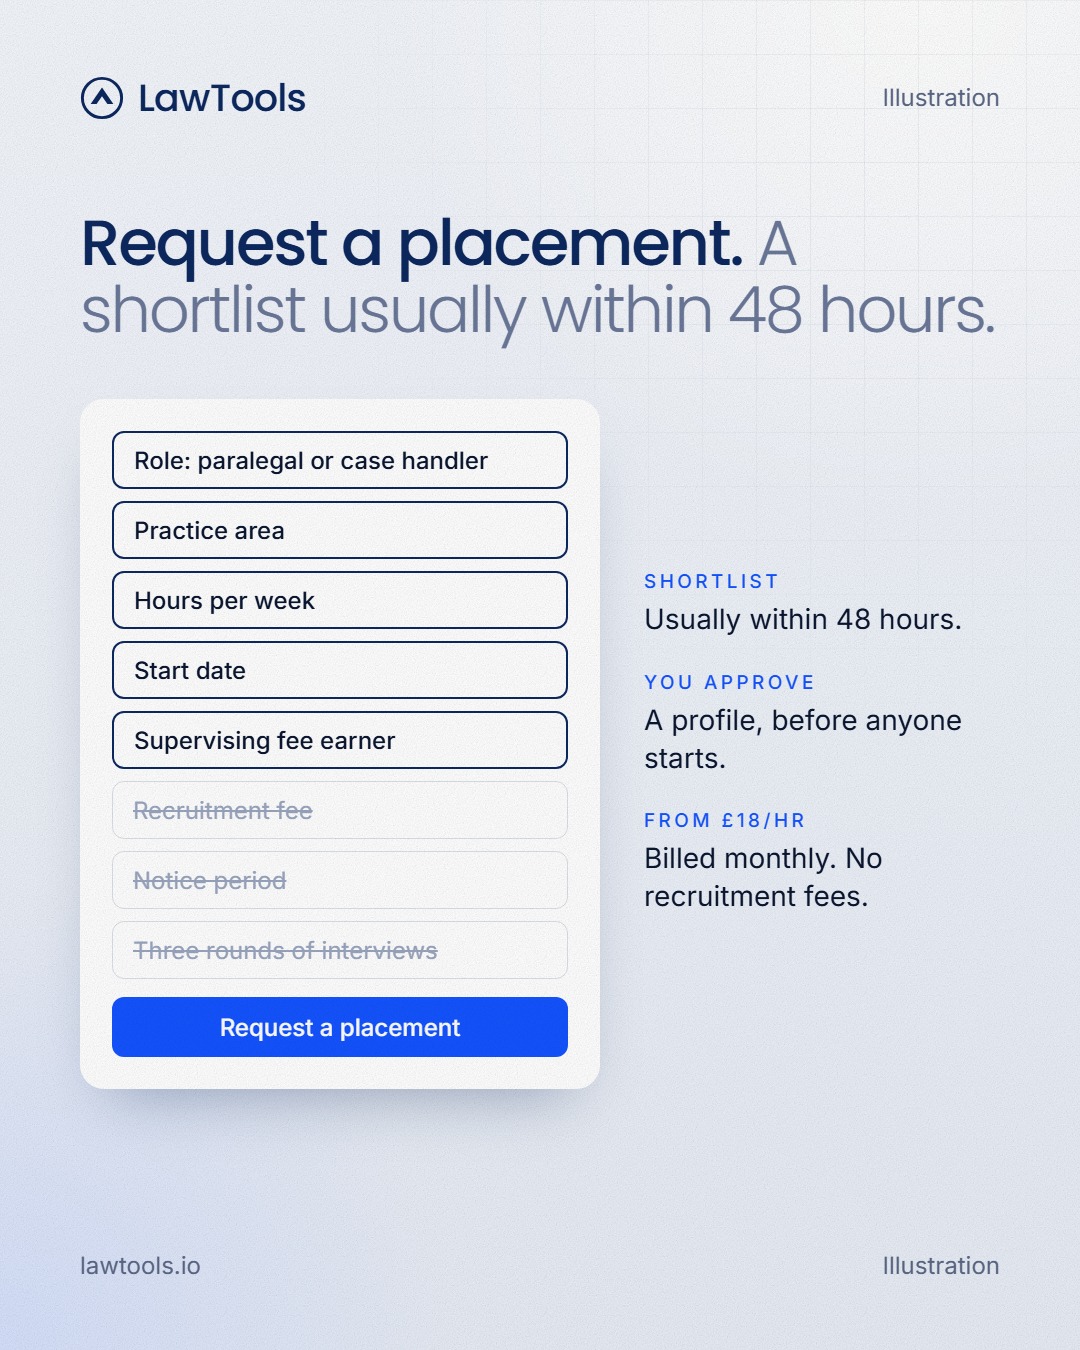 LawTools
Illustration
Request a placement. A
shortlist usually within 48 hours.
Role: paralegal or case handler
Practice area
Hours per week
Start date
Supervising fee earner
Recruitment fee
Notice period
Three rounds of interviews
Request a placement
SHORTLIST
Usually within 48 hours.
YOU APPROVE
A profile, before anyone
starts.
FROM £18/HR
Billed monthly. No
recruitment fees.
lawtools.io
Illustration